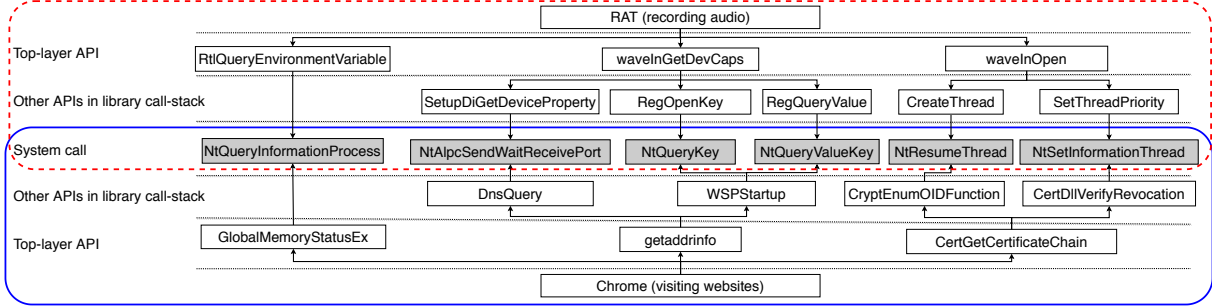 RAT (recording audio)
Top-layer API
RtlQueryEnvironmentVariable
waveInGetDevCaps
waveInOpen
Other APIs in library call-stack
SetupDiGetDeviceProperty
RegOpenKey
RegQueryValue
CreateThread
SetThreadPriority
System call
NtQueryInformationProcess
NtAlpcSendWaitReceivePort
NtQueryKey
NtQueryValueKey
NtResumeThread
NtSetInformationThread
Other APIs in library call-stack
DnsQuery
WSPStartup
CryptEnumOIDFunction
CertDllVerifyRevocation
Top-layer API
GlobalMemoryStatusEx
getaddrinfo
CertGetCertificateChain
Chrome (visiting websites)